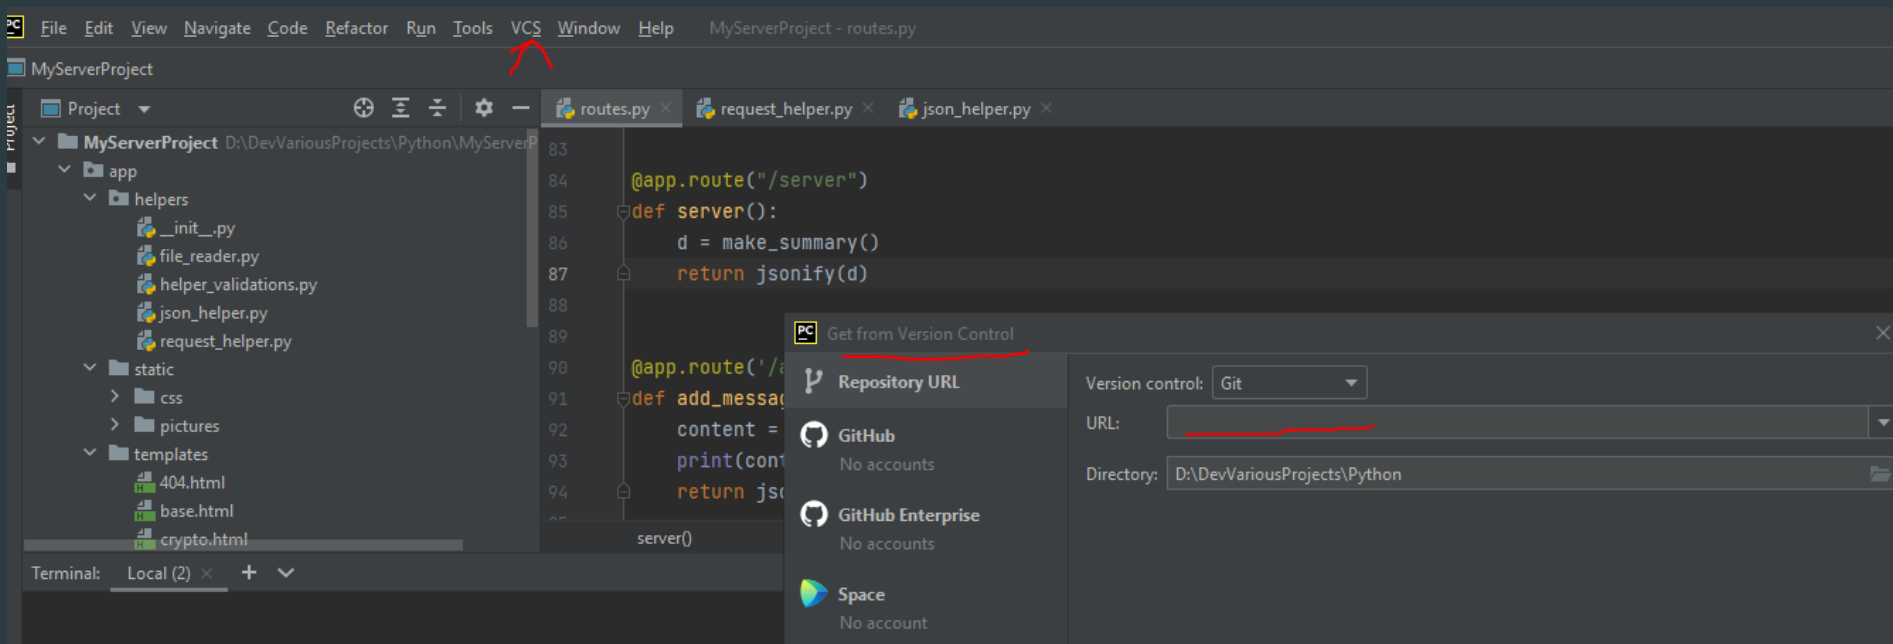 PC File Edit View Navigate Code Refactor Run Tools VCS Window Help MyServerProject - routes.py
MyServerProject
Project
Project
routes.py request_helper.py json_helper.py
MyServerProject D:\DevVariousProjects\Python\MyServerP
app
helpers
__init__.py
file_reader.py
helper_validations.py
json_helper.py
request_helper.py
static
css
pictures
templates
404.html
base.html
crypto.html
83
84 @app.route("/server")
85 def server():
86 d = make_summary()
87 return jsonify(d)
88
89
90 @app.route('/a
91 def add_messag
92 content =
93 print(cont
94 return jso
server()
PC Get from Version Control
Repository URL
GitHub
No accounts
GitHub Enterprise
No accounts
Space
No account
Version control: Git
URL:
Directory: D:\DevVariousProjects\Python
Terminal: Local (2)